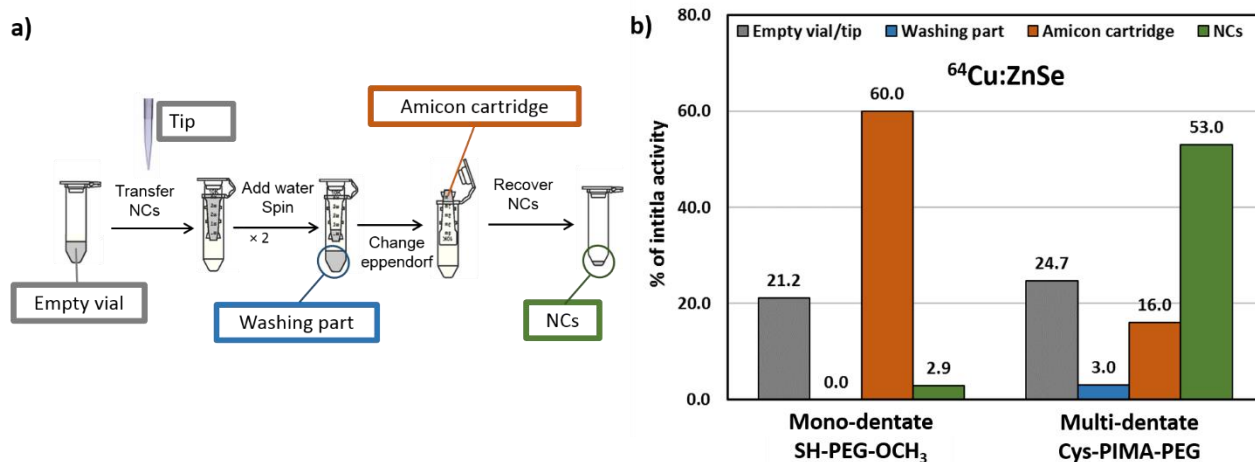 a)
Tip
Amicon cartridge
Transfer
NCs
Add water
Spin
× 2
Change
eppendorf
Recover
NCs
Empty vial
Washing part
NCs
b)
80.0
60.0
40.0
20.0
0.0
% of intitla activity
Empty vial/tip
Washing part
Amicon cartridge
NCs
⁶⁴Cu:ZnSe
21.2
0.0
60.0
2.9
24.7
3.0
16.0
53.0
Mono-dentate
SH-PEG-OCH₃
Multi-dentate
Cys-PIMA-PEG